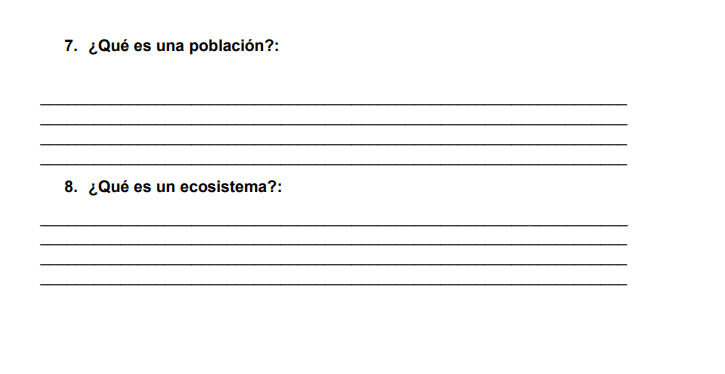 7. ¿Qué es una población?:
8. ¿Qué es un ecosistema?: